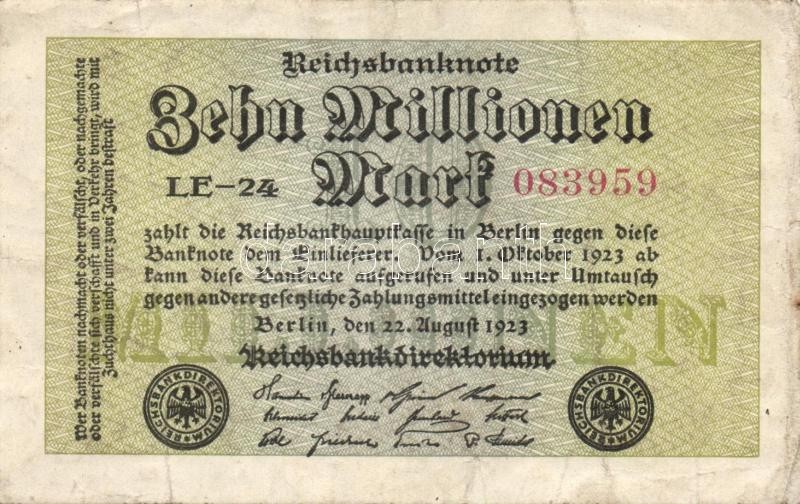 Reichsbanknote
Zehn Millionen
Mark
LE-24
083959
zahlt die Reichsbankhauptkasse in Berlin gegen diese
Banknote dem Einlieferer. Vom 1. Oktober 1923 ab
kann diese Banknote aufgerufen und unter Umtausch
gegen andere gesetzliche Zahlungsmittel eingezogen werden
Berlin, den 22. August 1923
Reichsbankdirektorium
REICHSBANKDIREKTORIUM
REICHSBANKDIREKTORIUM
Wer Banknoten nachmacht oder verfälscht, oder nachgemachte
oder verfälschte sich verschafft und in Verkehr bringt, wird mit
Zuchthaus nicht unter zwei Jahren bestraft